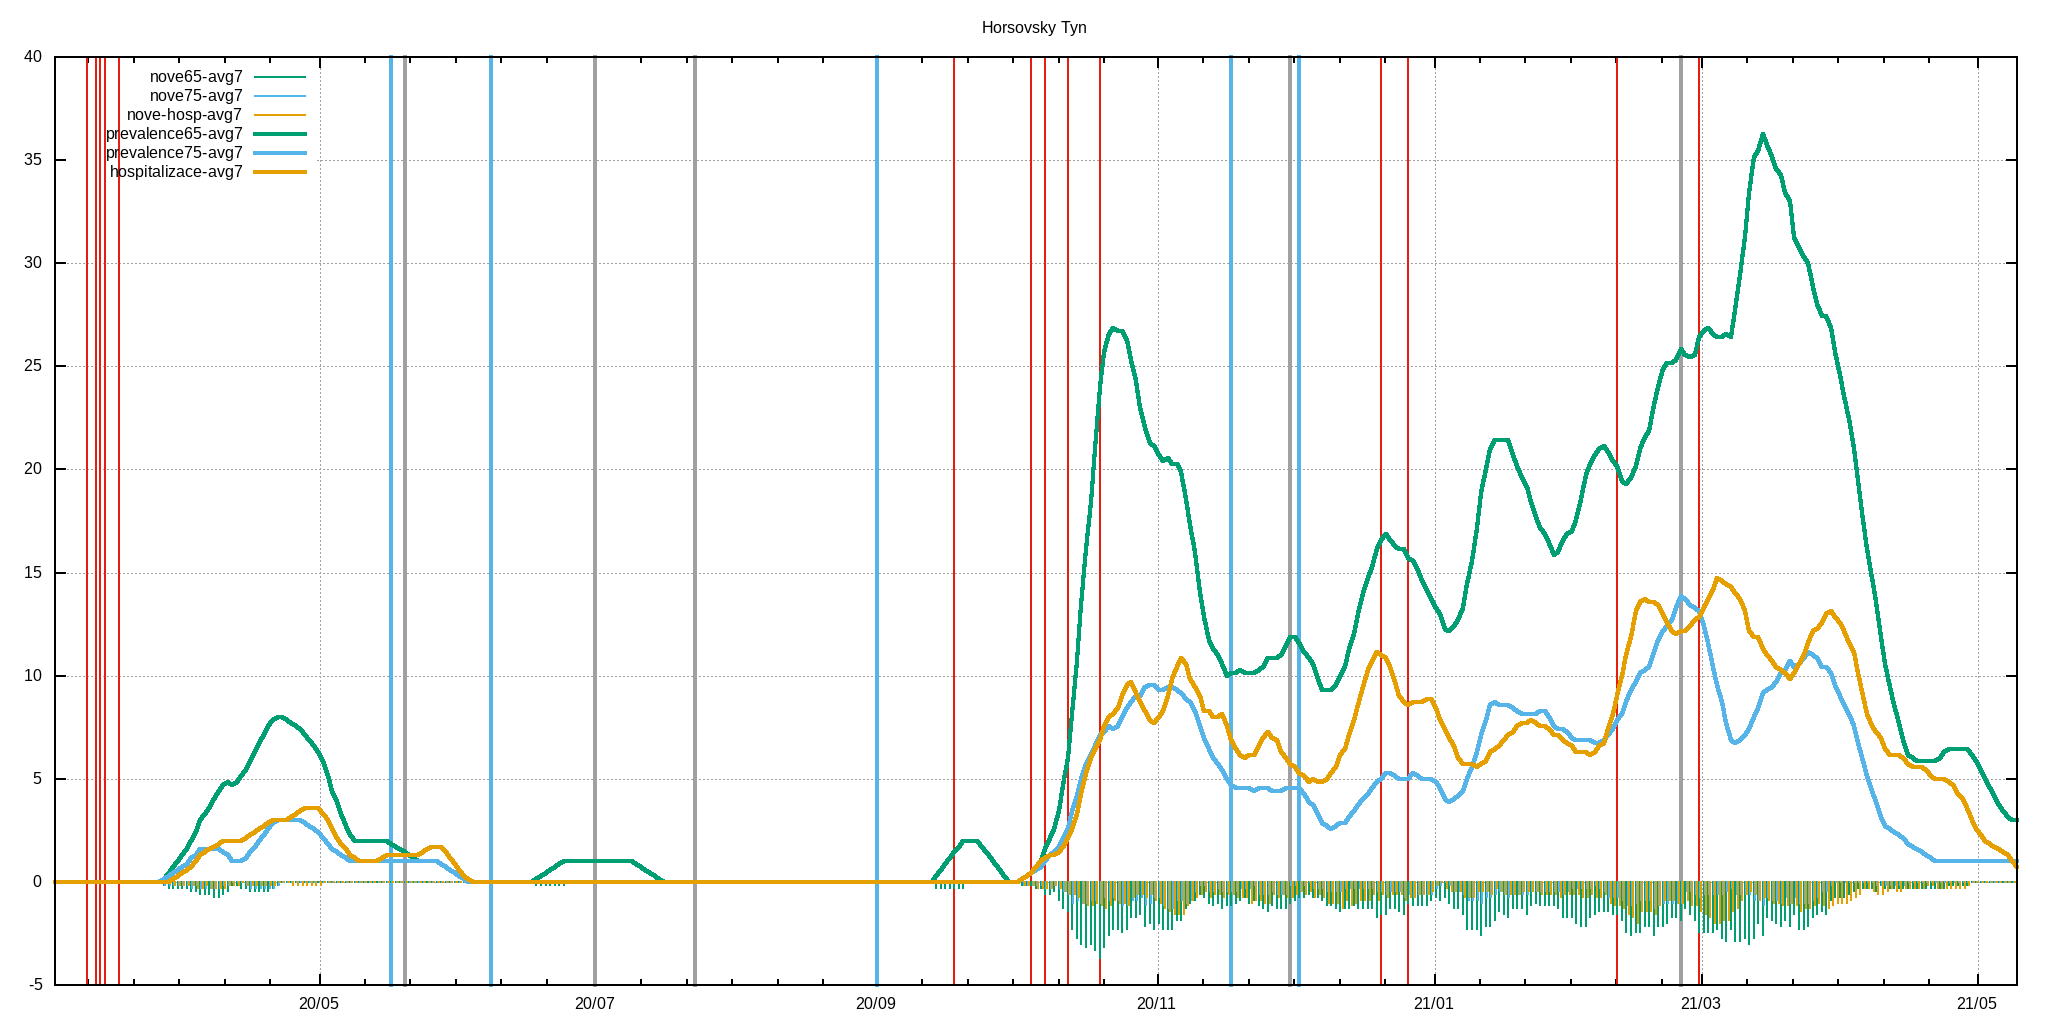 Horsovsky Tyn
40
nove65-avg7
nove75-avg7
nove-hosp-avg7
prevalence65-avg7
prevalence75-avg7
hospitalizace-avg7
35
30
25
20
15
10
5
0
-5
20/05 20/07 20/09 20/11 21/01 21/03 21/05